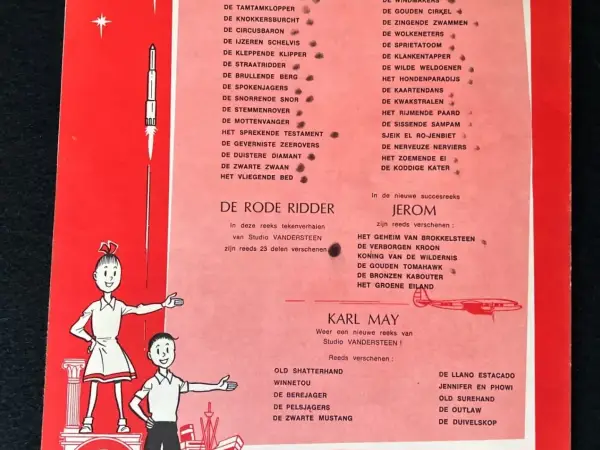 DE TAMTAMKLOPPER
DE KNOKKERSBURCHT
DE CIRCUSBARON
DE IJZEREN SCHELVIS
DE KLEPPENDE KLIPPER
DE STRAATRIDDER
DE BRULLENDE BERG
DE SPOKENJAGERS
DE SNORRENDE SNOR
DE STEMMENROVER
DE MOTTENVANGER
HET SPREKENDE TESTAMENT
DE GEVERNISTE ZEEROVERS
DE DUISTERE DIAMANT
DE ZWARTE ZWAAN
HET VLIEGENDE BED
DE WINDMAKERS
DE GOUDEN CIRKEL
DE ZINGENDE ZWAMMEN
DE WOLKENETERS
DE SPRIETATOOM
DE KLANKENTAPPER
DE WILDE WELDOENER
HET HONDENPARADIJS
DE KAARTENDANS
DE KWAKSTRALEN
HET RIJMENDE PAARD
DE SISSENDE SAMPAM
SJEIK EL RO-JENBIET
DE NERVEUZE NERVIERS
HET ZOEMENDE EI
DE KODDIGE KATER
DE RODE RIDDER
In deze reeks tekenverhalen
van Studio VANDERSTEEN
zijn reeds 25 delen verschenen
In de nieuwe succesreeks
JEROM
zijn reeds verschenen :
HET GEHEIM VAN BROKKELSTEEN
DE VERBORGEN KROON
KONING VAN DE WILDERNIS
DE GOUDEN TOMAHAWK
DE BRONZEN KABOUTER
HET GROENE EILAND
KARL MAY
Weer een nieuwe reeks van
Studio VANDERSTEEN !
Reeds verschenen :
OLD SHATTERHAND
WINNETOU
DE BEREJAGER
DE PELSJAGERS
DE ZWARTE MUSTANG
DE LLANO ESTACADO
JENNIFER EN PHOWI
OLD SUREHAND
DE OUTLAW
DE DUIVELSKOP